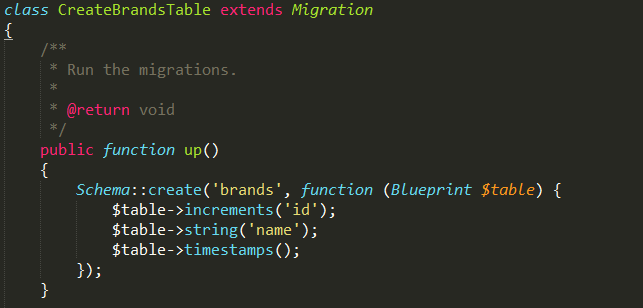 class CreateBrandsTable extends Migration
{
    /**
     * Run the migrations.
     *
     * @return void
     */
    public function up()
    {
        Schema::create('brands', function (Blueprint $table) {
            $table->increments('id');
            $table->string('name');
            $table->timestamps();
        });
    }